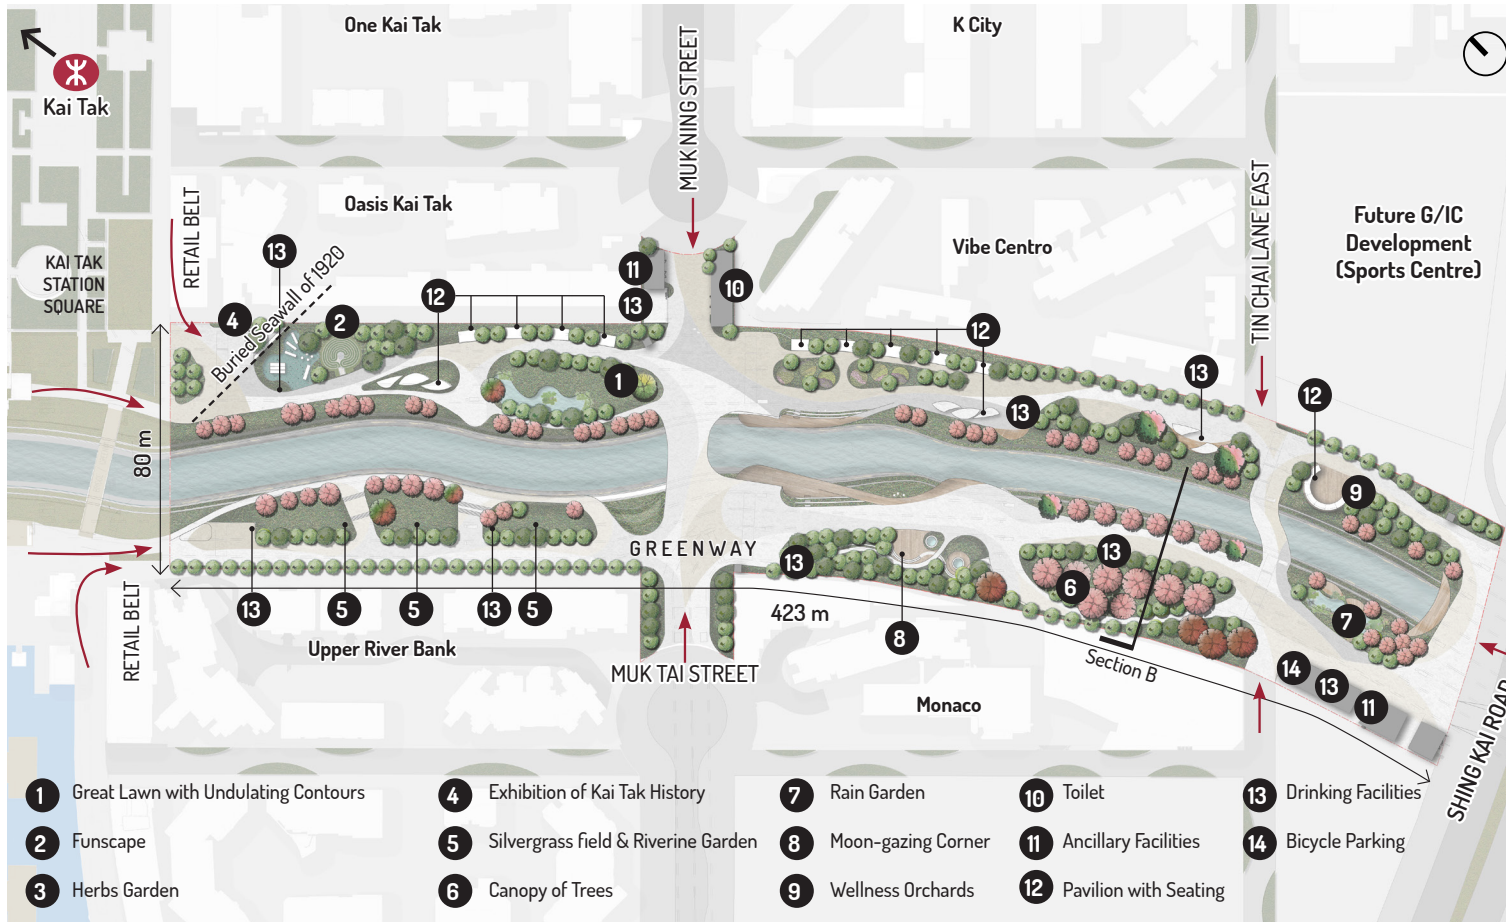 One Kai Tak
K City
MUK NING STREET
Kai Tak
Oasis Kai Tak
Vibe Centro
TIN CHAI LANE EAST
Future G/IC
Development
(Sports Centre)
RETAIL BELT
KAI TAK
STATION
SQUARE
Buried Seawall of 1920
13
4
2
12
11
13
10
12
1
13
13
12
9
80 m
GREENWAY
13
13
6
7
13
5
5
13
5
8
423 m
RETAIL BELT
Upper River Bank
MUK TAI STREET
Section B
Monaco
14
13
11
SHING KAI ROAD
1 Great Lawn with Undulating Contours
2 Funscape
3 Herbs Garden
4 Exhibition of Kai Tak History
5 Silvergrass field & Riverine Garden
6 Canopy of Trees
7 Rain Garden
8 Moon-gazing Corner
9 Wellness Orchards
10 Toilet
11 Ancillary Facilities
12 Pavilion with Seating
13 Drinking Facilities
14 Bicycle Parking